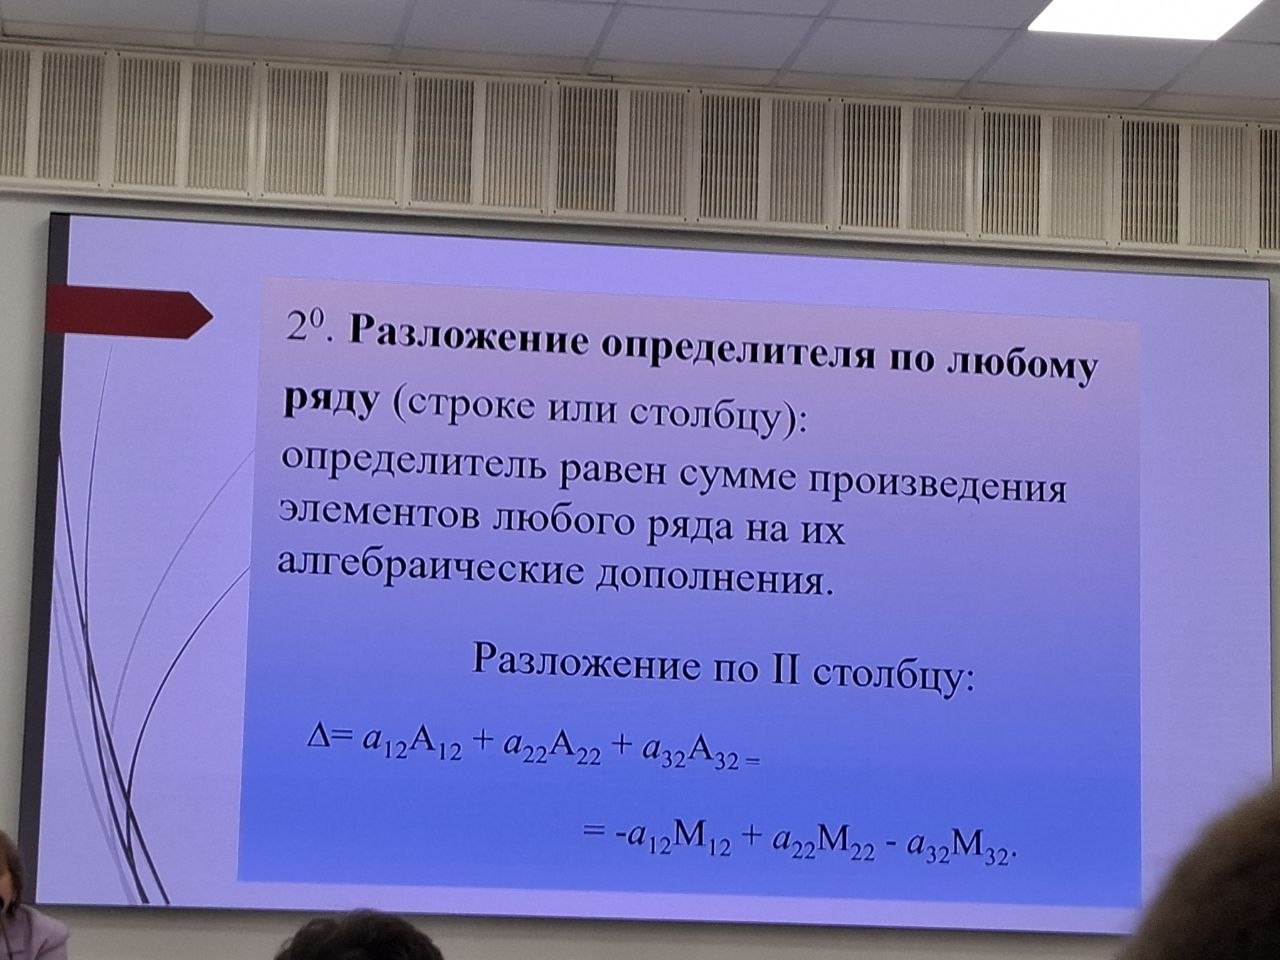 2⁰. Разложение определителя по любому
ряду (строке или столбцу):
определитель равен сумме произведения
элементов любого ряда на их
алгебраические дополнения.
Разложение по II столбцу:
Δ= a₁₂A₁₂ + a₂₂A₂₂ + a₃₂A₃₂ =
= -a₁₂M₁₂ + a₂₂M₂₂ - a₃₂M₃₂.